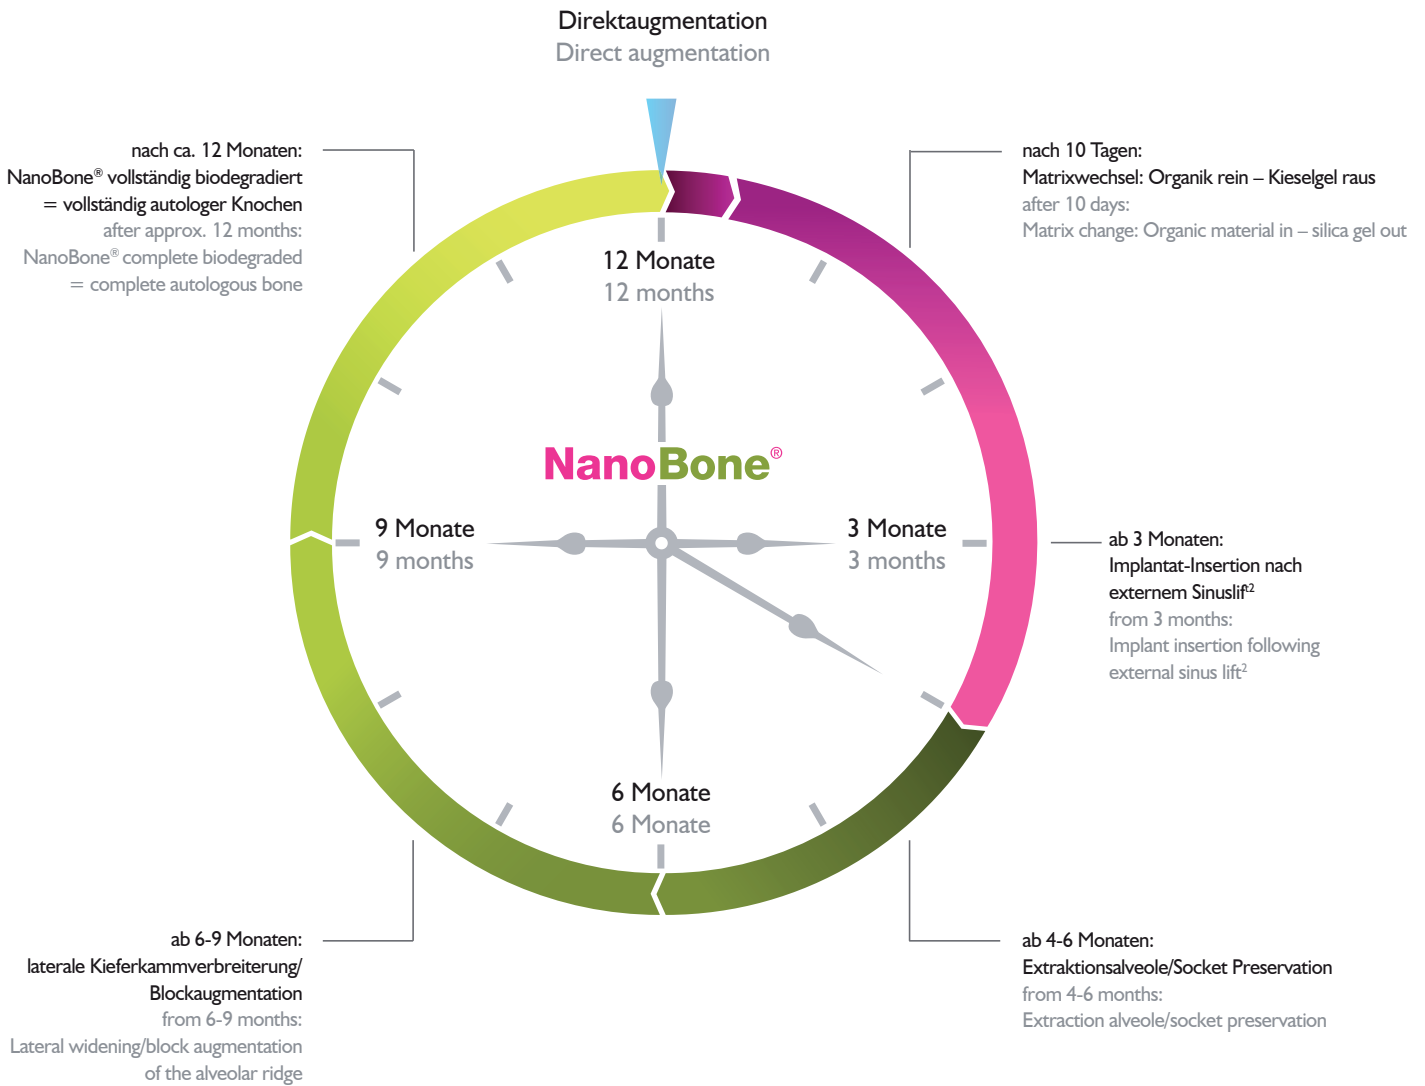 Direktaugmentation
Direct augmentation
nach ca. 12 Monaten:
NanoBone® vollständig biodegradiert
= vollständig autologer Knochen
after approx. 12 months:
NanoBone® complete biodegraded
= complete autologous bone
nach 10 Tagen:
Matrixwechsel: Organik rein – Kieselgel raus
after 10 days:
Matrix change: Organic material in – silica gel out
12 Monate
12 months
NanoBone®
9 Monate
9 months
3 Monate
3 months
ab 3 Monaten:
Implantat-Insertion nach
externem Sinuslift²
from 3 months:
Implant insertion following
external sinus lift²
6 Monate
6 Monate
ab 6-9 Monaten:
laterale Kieferkammverbreiterung/
Blockaugmentation
from 6-9 months:
Lateral widening/block augmentation
of the alveolar ridge
ab 4-6 Monaten:
Extraktionsalveole/Socket Preservation
from 4-6 months:
Extraction alveole/socket preservation